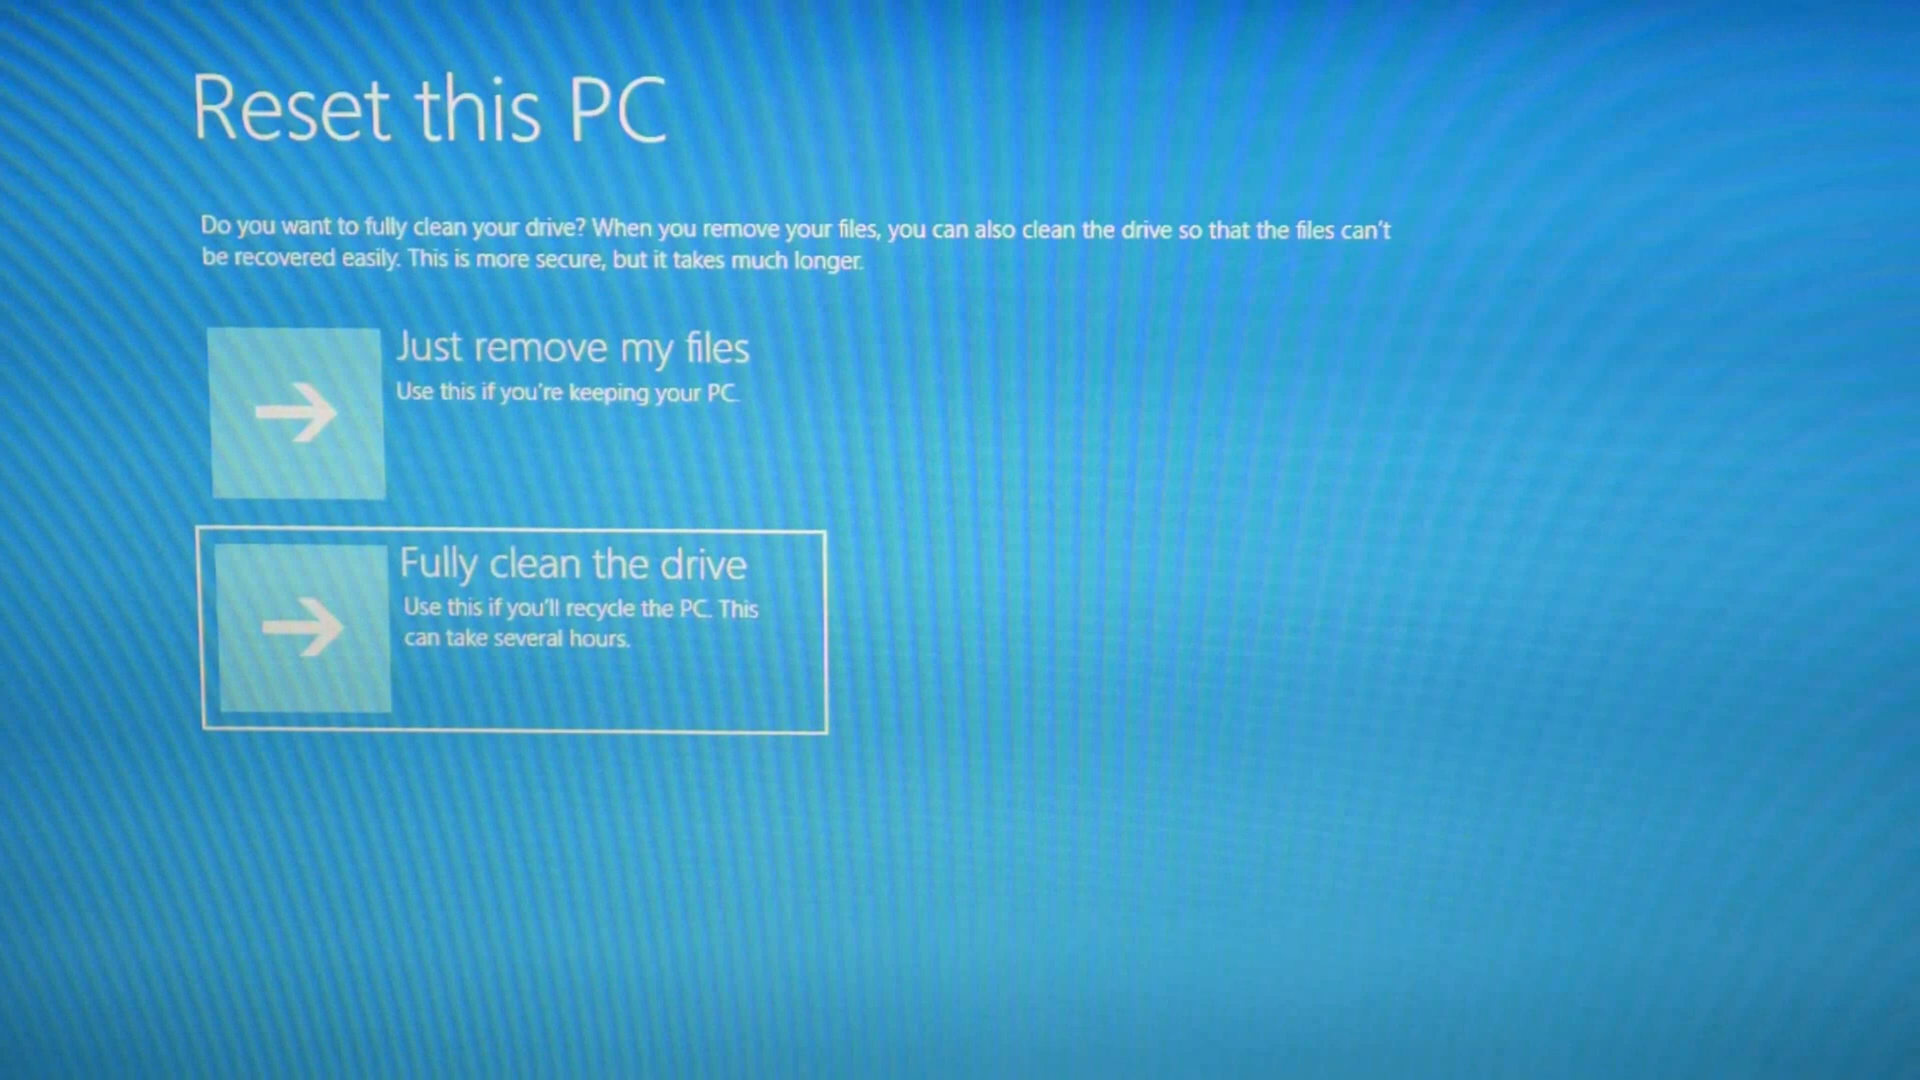 Reset this PC
Do you want to fully clean your drive? When you remove your files, you can also clean the drive so that the files can't
be recovered easily. This is more secure, but it takes much longer.
Just remove my files
Use this if you're keeping your PC.
Fully clean the drive
Use this if you'll recycle the PC. This
can take several hours.